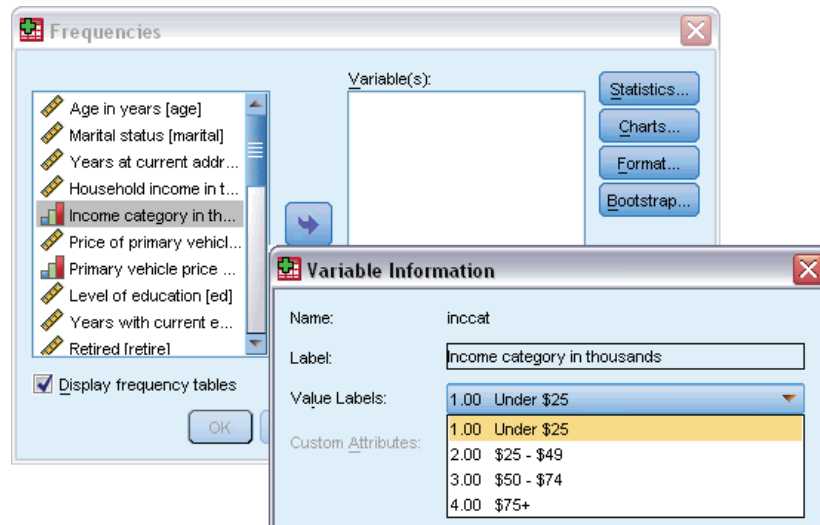 Frequencies
Variable(s):
Age in years [age]
Marital status [marital]
Years at current addr...
Household income in t...
Income category in th...
Price of primary vehicl...
Primary vehicle price ...
Level of education [ed]
Years with current e...
Retired [retire]
Statistics...
Charts...
Format...
Bootstrap...
Display frequency tables
OK
Variable Information
Name: inccat
Label: Income category in thousands
Value Labels: 1.00 Under $25
1.00 Under $25
2.00 $25 - $49
3.00 $50 - $74
4.00 $75+
Custom Attributes: